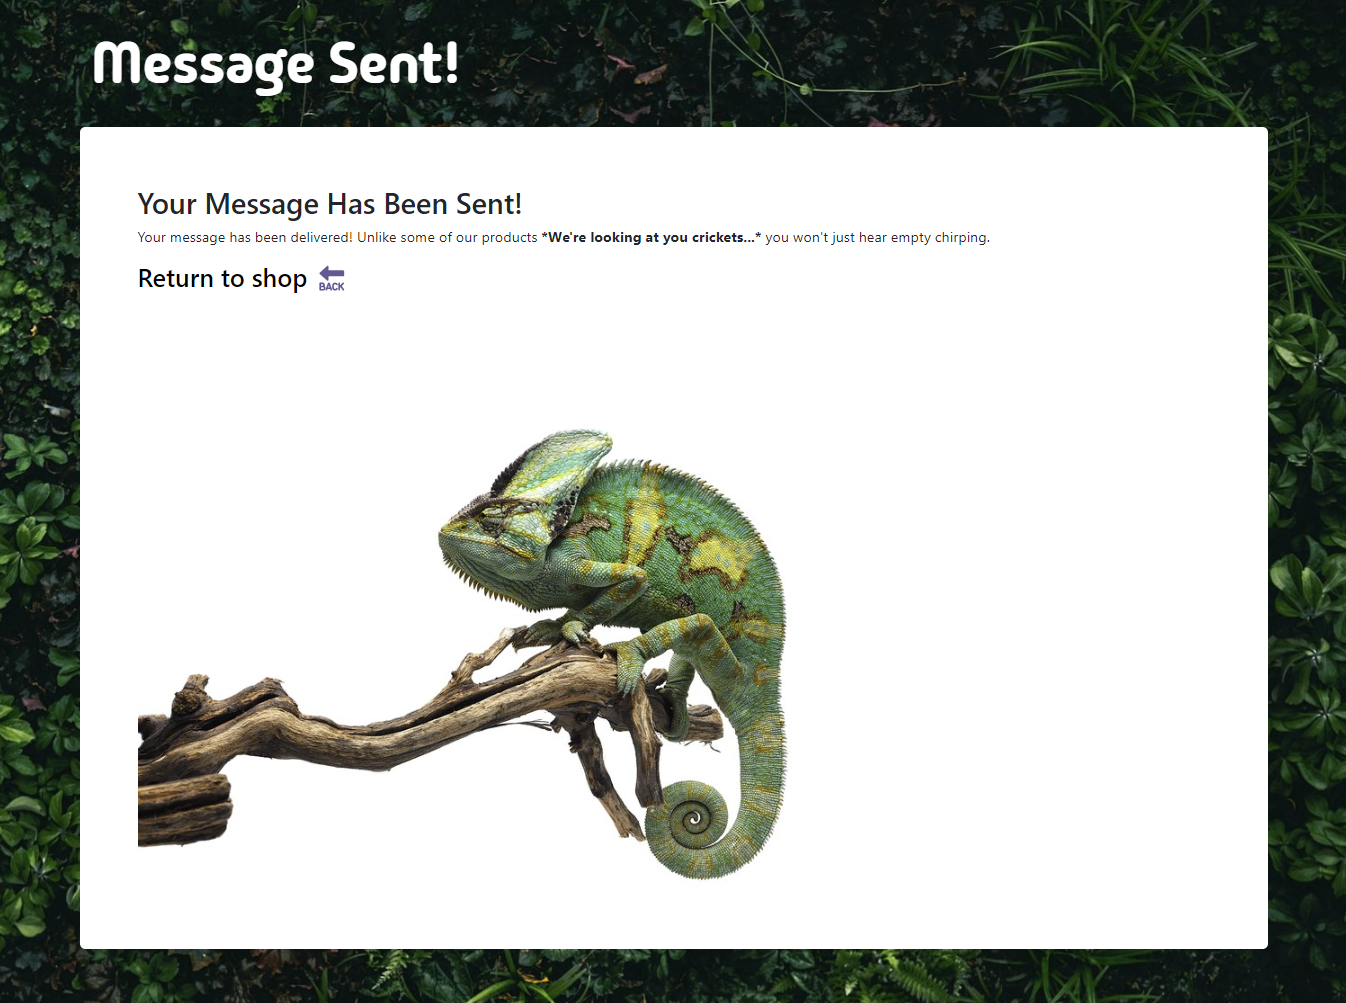 Message Sent!
Your Message Has Been Sent!
Your message has been delivered! Unlike some of our products *We're looking at you crickets...* you won't just hear empty chirping.
Return to shop BACK